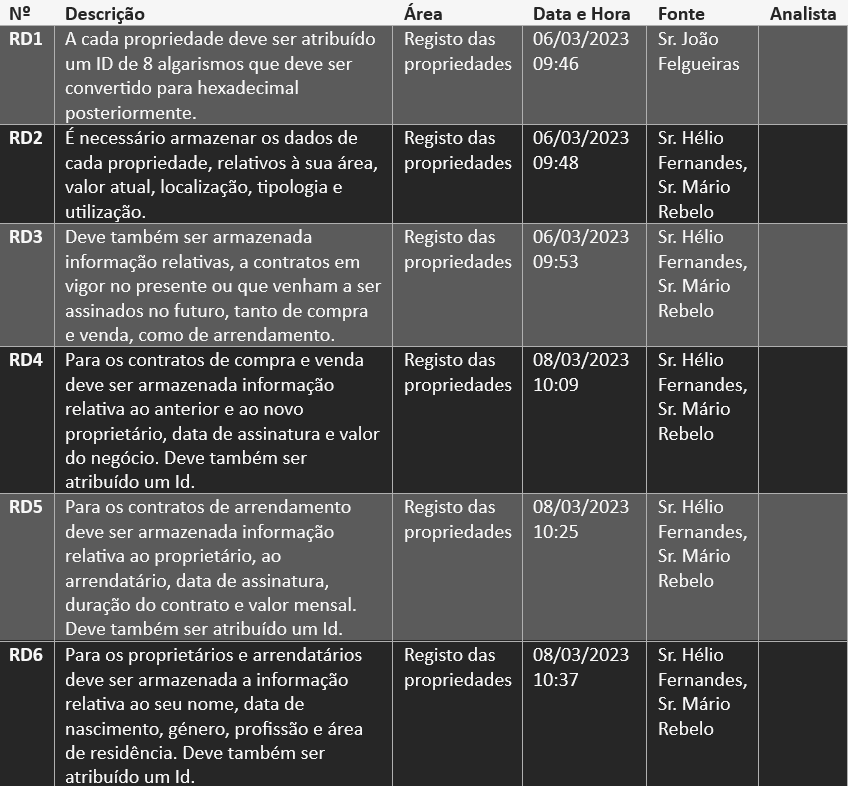 Nº Descrição Área Data e Hora Fonte Analista
RD1 A cada propriedade deve ser atribuído Registo das 06/03/2023 Sr. João
um ID de 8 algarismos que deve ser propriedades 09:46 Felgueiras
convertido para hexadecimal
posteriormente.
RD2 É necessário armazenar os dados de Registo das 06/03/2023 Sr. Hélio
cada propriedade, relativos à sua área, propriedades 09:48 Fernandes,
valor atual, localização, tipologia e Sr. Mário
utilização. Rebelo
RD3 Deve também ser armazenada Registo das 06/03/2023 Sr. Hélio
informação relativas, a contratos em propriedades 09:53 Fernandes,
vigor no presente ou que venham a ser Sr. Mário
assinados no futuro, tanto de compra Rebelo
e venda, como de arrendamento.
RD4 Para os contratos de compra e venda Registo das 08/03/2023 Sr. Hélio
deve ser armazenada informação propriedades 10:09 Fernandes,
relativa ao anterior e ao novo Sr. Mário
proprietário, data de assinatura e valor Rebelo
do negócio. Deve também ser
atribuído um Id.
RD5 Para os contratos de arrendamento Registo das 08/03/2023 Sr. Hélio
deve ser armazenada informação propriedades 10:25 Fernandes,
relativa ao proprietário, ao Sr. Mário
arrendatário, data de assinatura, Rebelo
duração do contrato e valor mensal.
Deve também ser atribuído um Id.
RD6 Para os proprietários e arrendatários Registo das 08/03/2023 Sr. Hélio
deve ser armazenada a informação propriedades 10:37 Fernandes,
relativa ao seu nome, data de Sr. Mário
nascimento, género, profissão e área Rebelo
de residência. Deve também ser
atribuído um Id.